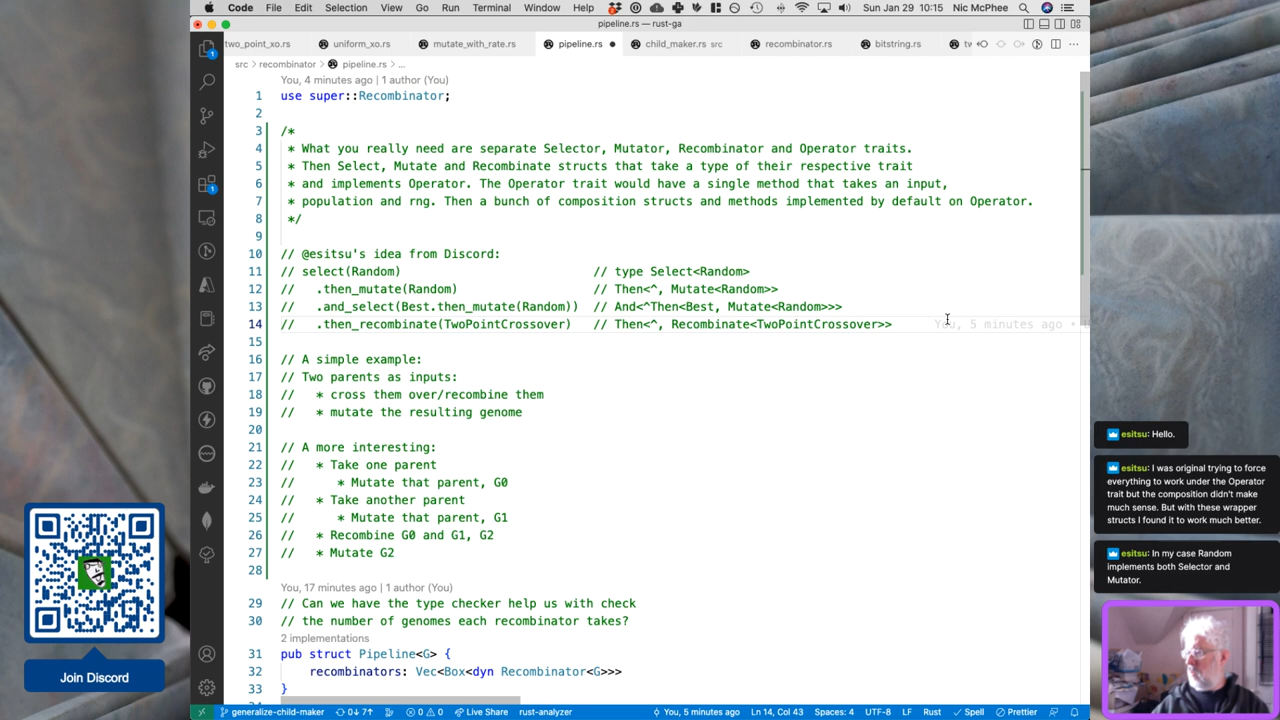 Code File Edit Selection View Go Run Terminal Window Help Sun Jan 29 10:15 Nic McPhee
pipeline.rs — rust-ga
two_point_xo.rs uniform_xo.rs mutate_with_rate.rs pipeline.rs child_maker.rs src recombinator.rs bitstring.rs tv
src > recombinator > pipeline.rs > ...
You, 4 minutes ago | 1 author (You)
1 use super::Recombinator;
2
3 /*
4 * What you really need are separate Selector, Mutator, Recombinator and Operator traits.
5 * Then Select, Mutate and Recombinate structs that take a type of their respective trait
6 * and implements Operator. The Operator trait would have a single method that takes an input,
7 * population and rng. Then a bunch of composition structs and methods implemented by default on Operator.
8 */
9
10 // @esitsu's idea from Discord:
11 // select(Random) // type Select<Random>
12 // .then_mutate(Random) // Then<^, Mutate<Random>>
13 // .and_select(Best.then_mutate(Random)) // And<^Then<Best, Mutate<Random>>>
14 // .then_recombinate(TwoPointCrossover) // Then<^, Recombinate<TwoPointCrossover>> You, 5 minutes ago •
15
16 // A simple example:
17 // Two parents as inputs:
18 // * cross them over/recombine them
19 // * mutate the resulting genome
20
21 // A more interesting:
22 // * Take one parent
23 // * Mutate that parent, G0
24 // * Take another parent
25 // * Mutate that parent, G1
26 // * Recombine G0 and G1, G2
27 // * Mutate G2
28
You, 17 minutes ago | 1 author (You)
29 // Can we have the type checker help us with check
30 // the number of genomes each recombinator takes?
2 implementations
31 pub struct Pipeline<G> {
32 recombinators: Vec<Box<dyn Recombinator<G>>>
33 }
generalize-child-maker 0↓ 7↑ 0 0 Live Share rust-analyzer You, 5 minutes ago Ln 14, Col 43 Spaces: 4 UTF-8 LF Rust Spell Prettier
Join Discord
esitsu: Hello.
esitsu: I was original trying to force
everything to work under the Operator
trait but the composition didn't make
much sense. But with these wrapper
structs I found it to work much better.
esitsu: In my case Random
implements both Selector and
Mutator.